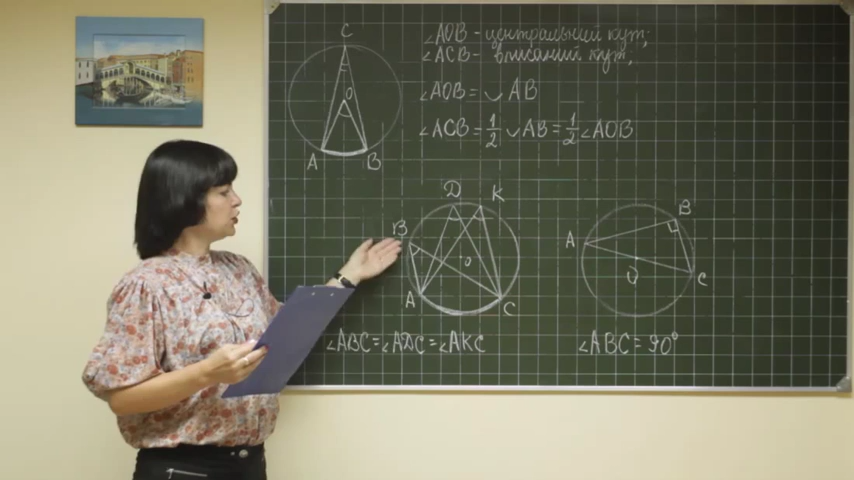 C
∠AOB - центральний кут;
∠ACB - вписаний кут;
O
∠AOB = ◡AB
∠ACB = 1/2 ◡AB = 1/2 ∠AOB
A B
D K
B
O
A C
∠ABC = ∠ADC = ∠AKC
B
A
O C
∠ABC = 90°